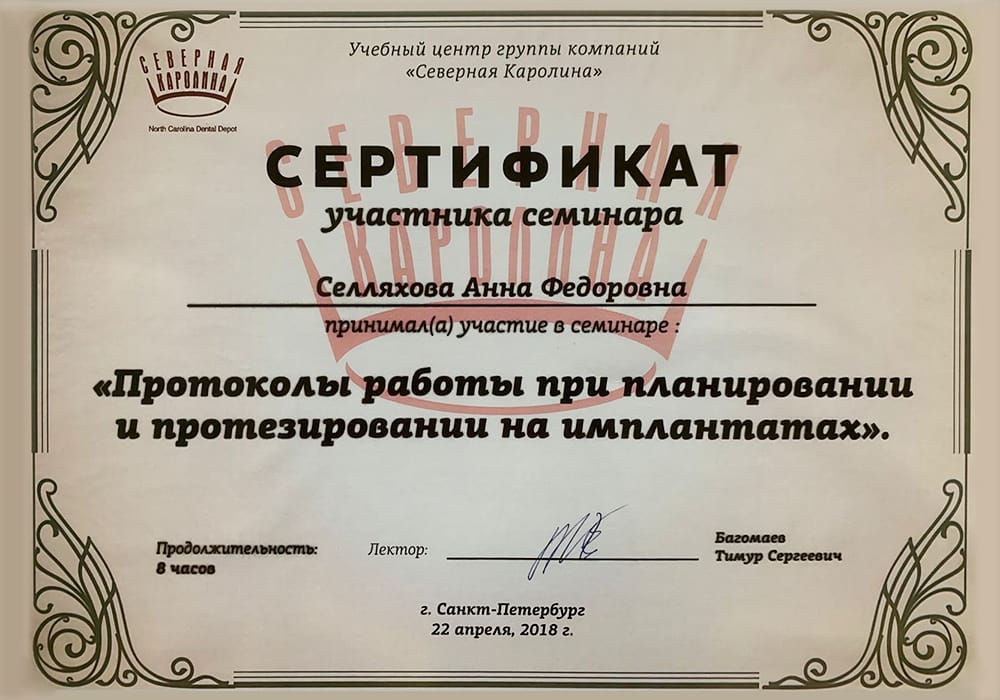 СЕВЕРНАЯ
КАРОЛИНА
North Carolina Dental Depot
Учебный центр группы компаний
«Северная Каролина»
СЕВЕРНАЯ
КАРОЛИНА
СЕРТИФИКАТ
участника семинара
Селляхова Анна Федоровна
принимал(а) участие в семинаре :
«Протоколы работы при планировании
и протезировании на имплантатах».
Продолжительность:
8 часов
Лектор:
Багомаев
Тимур Сергеевич
г. Санкт-Петербург
22 апреля, 2018 г.